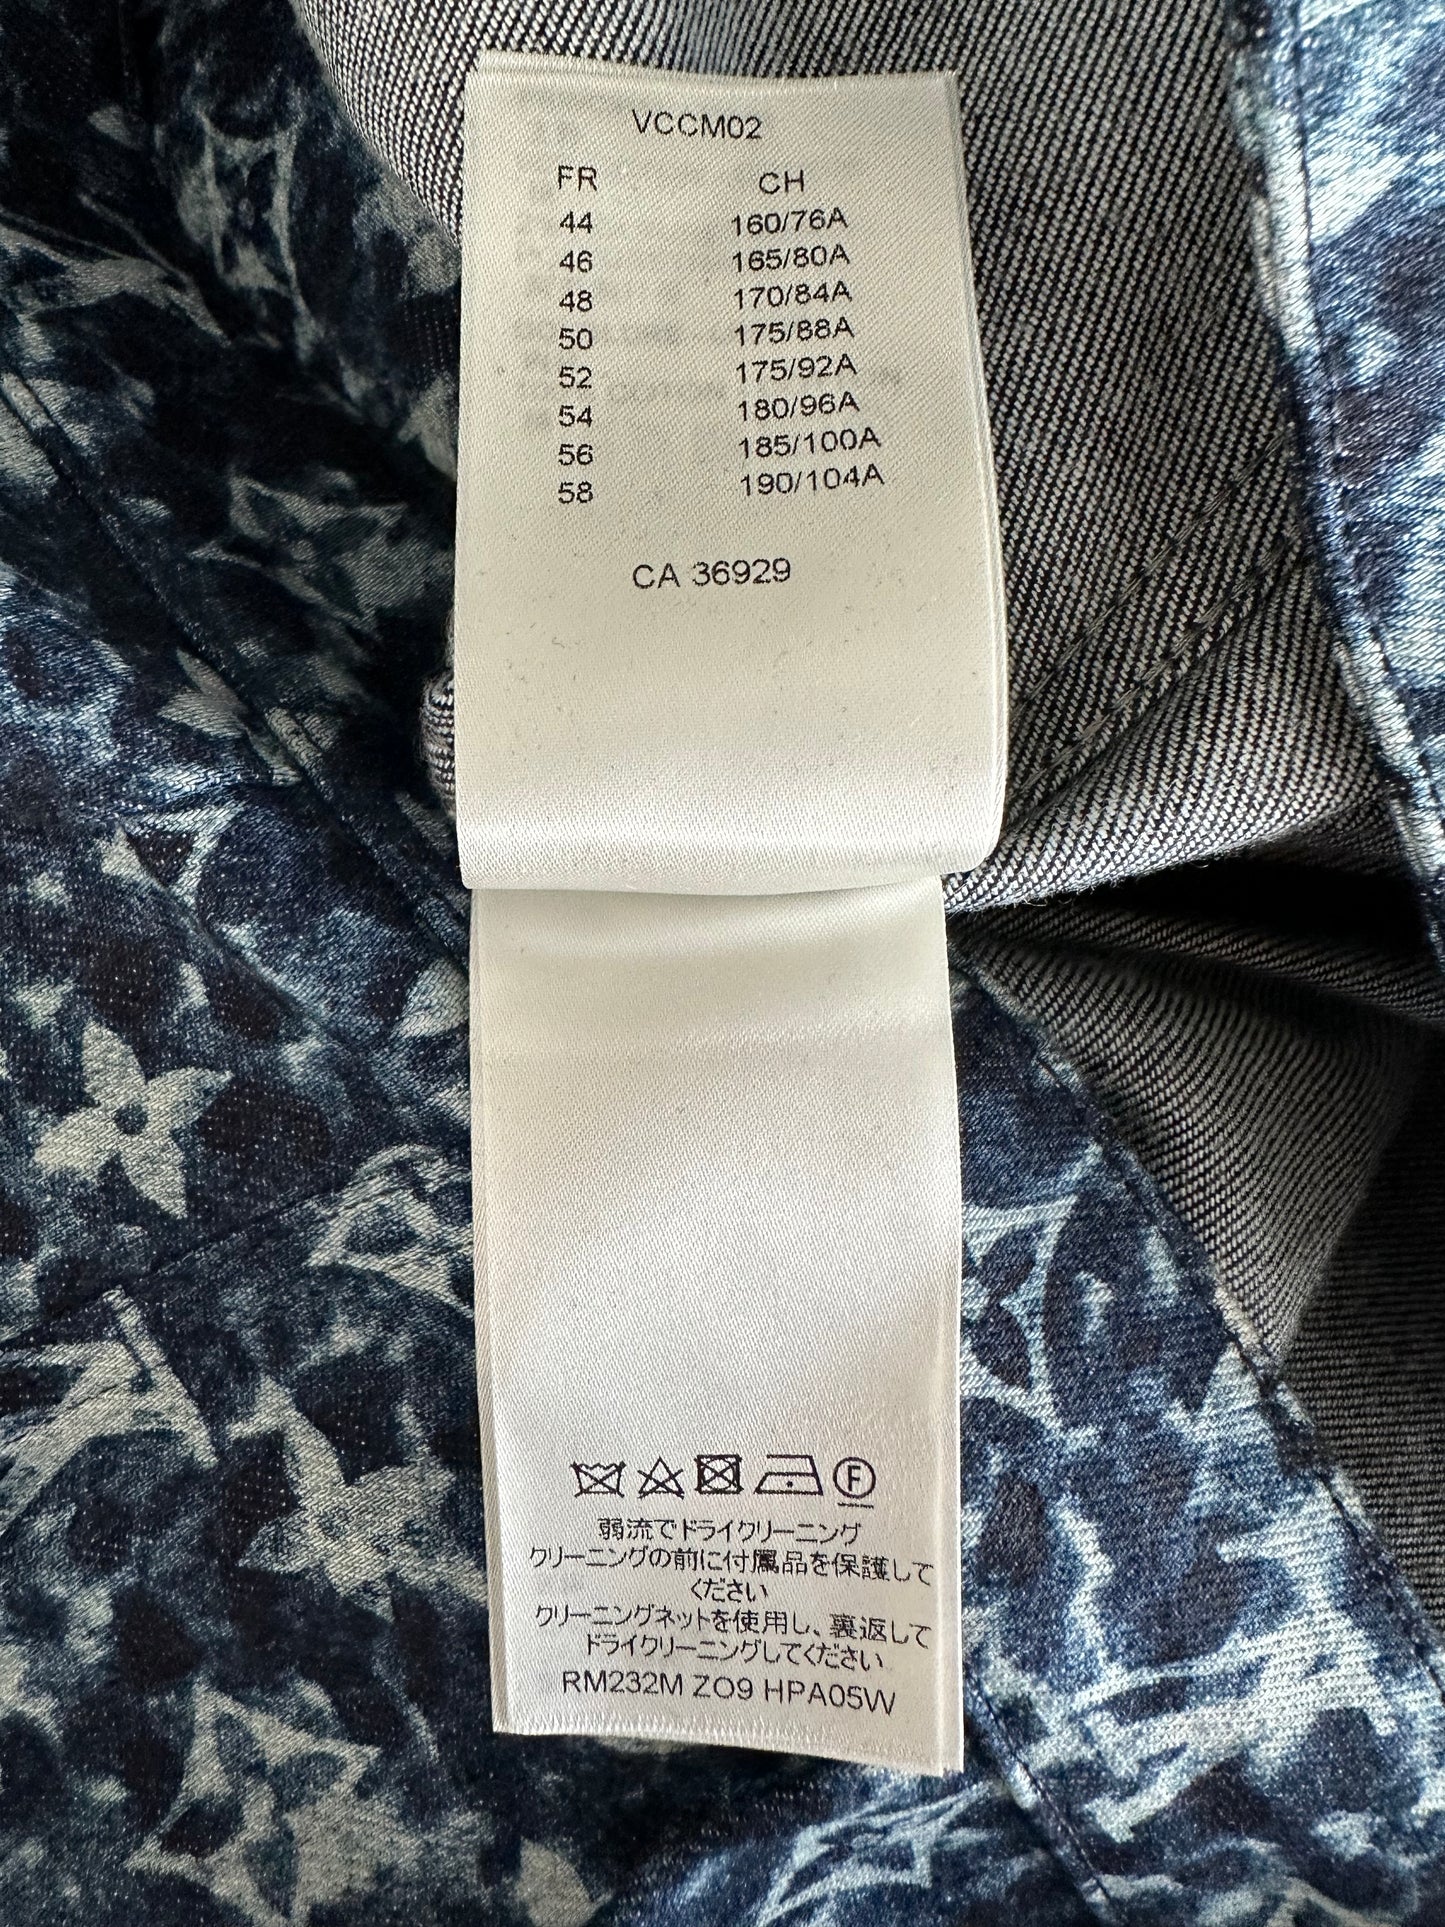 VCCM02
FR CH
44 160/76A
46 165/80A
48 170/84A
50 175/88A
52 175/92A
54 180/96A
56 185/100A
58 190/104A
CA 36929
F
弱流でドライクリーニング
クリーニングの前に付属品を保護して
ください
クリーニングネットを使用し、裏返して
ドライクリーニングしてください
RM232M ZO9 HPA05W